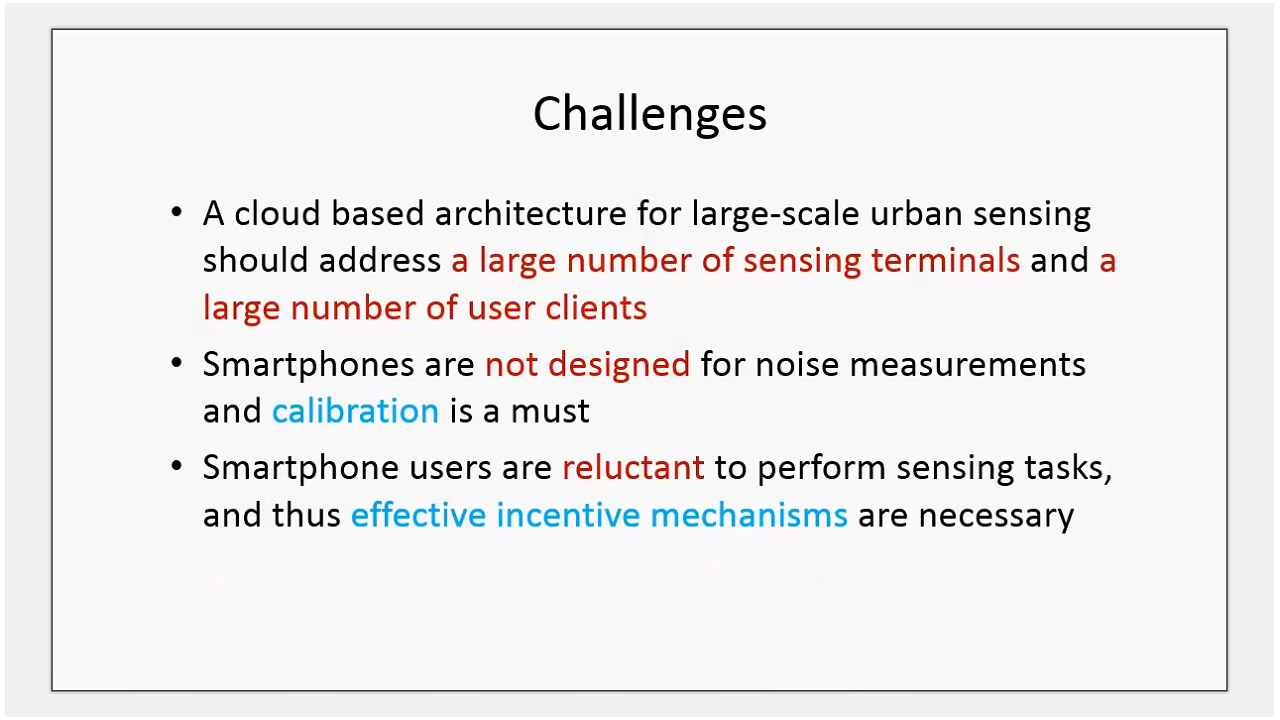 Challenges
• A cloud based architecture for large-scale urban sensing
should address a large number of sensing terminals and a
large number of user clients
• Smartphones are not designed for noise measurements
and calibration is a must
• Smartphone users are reluctant to perform sensing tasks,
and thus effective incentive mechanisms are necessary